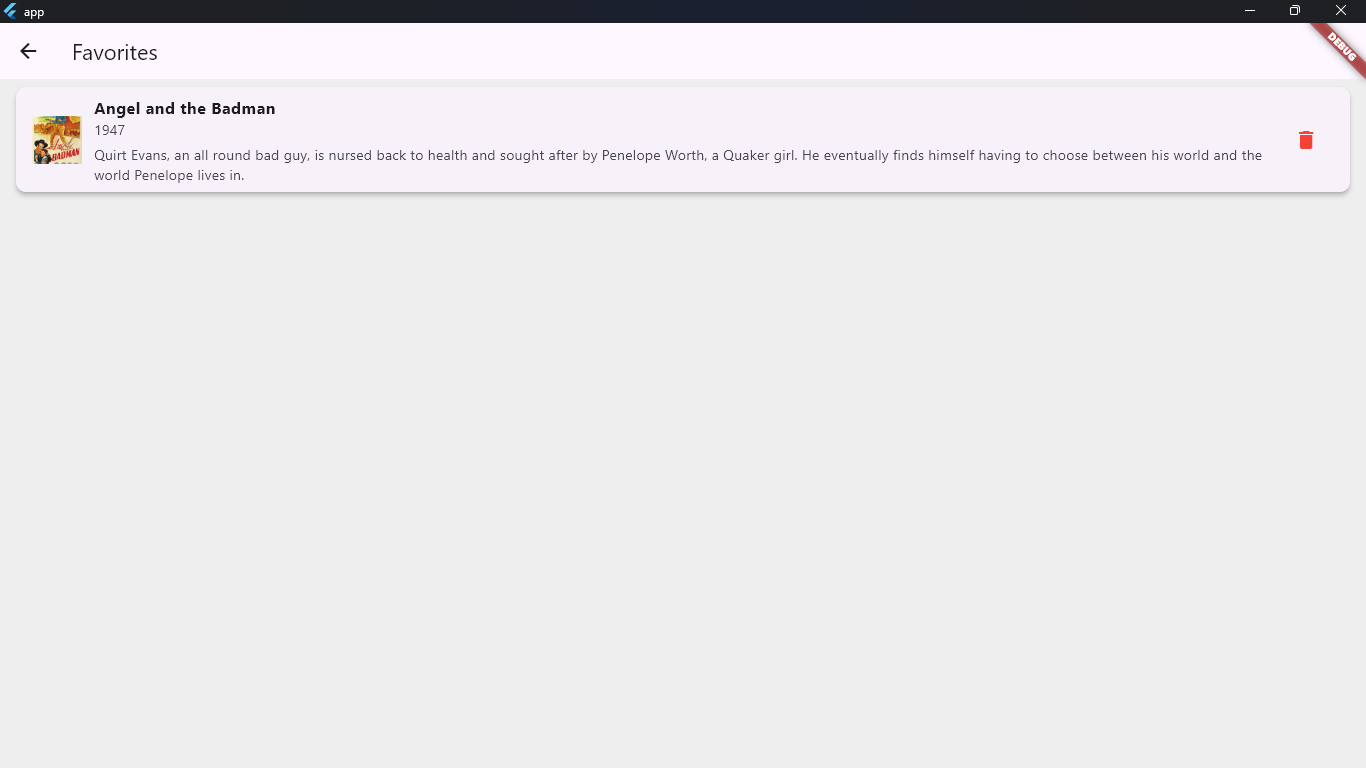 app
Favorites
DEBUG
Angel and the Badman
1947
Quirt Evans, an all round bad guy, is nursed back to health and sought after by Penelope Worth, a Quaker girl. He eventually finds himself having to choose between his world and the
world Penelope lives in.
BADMAN